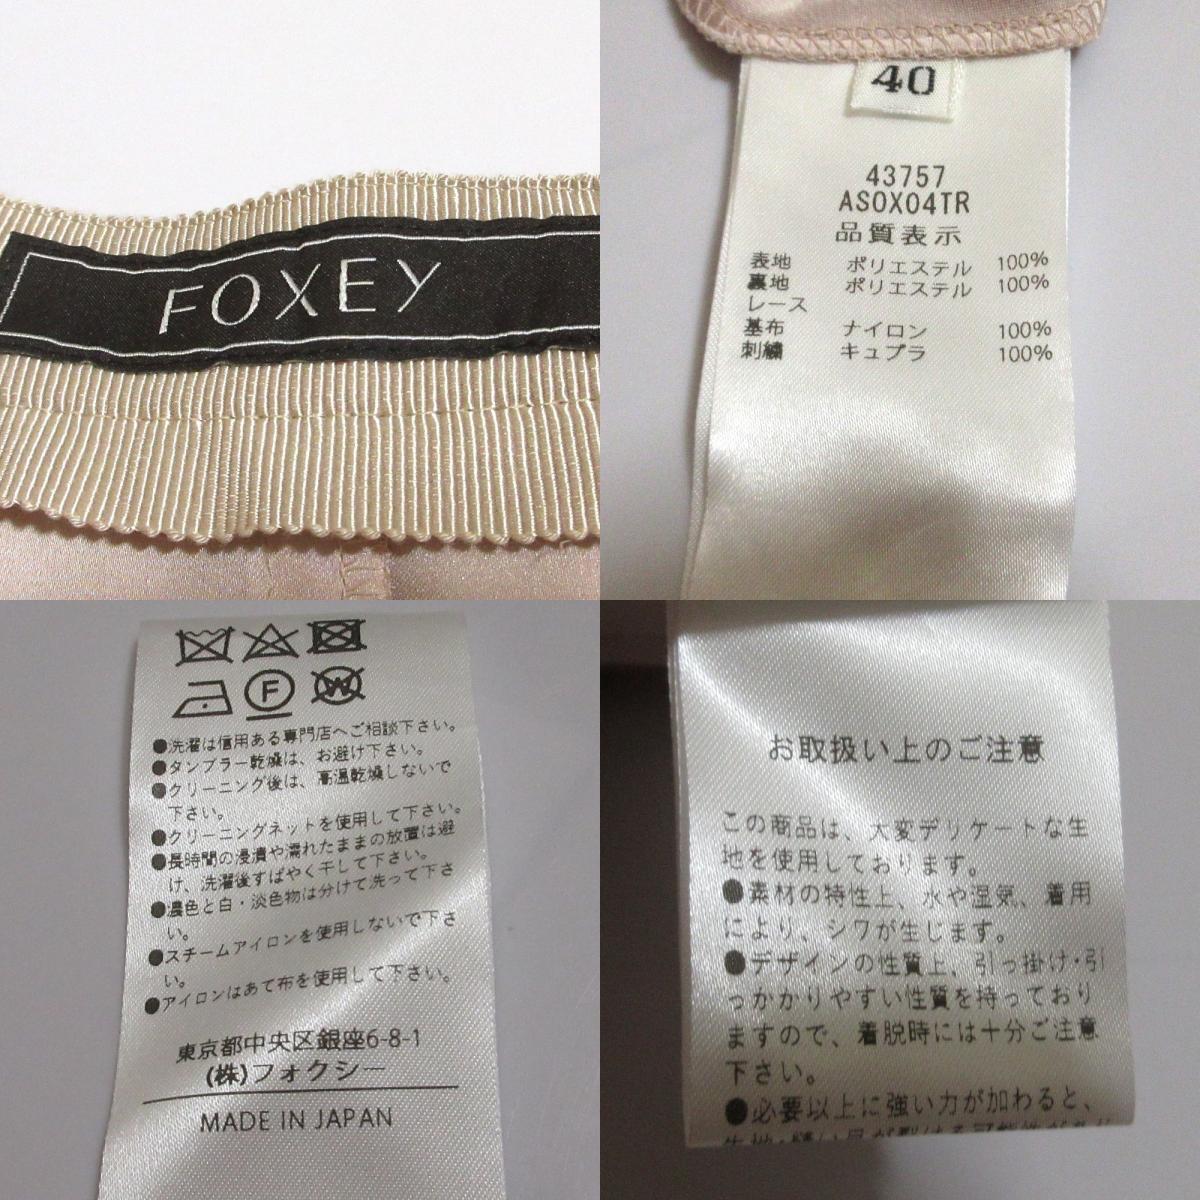 FOXEY
40
43757
ASOX04TR
品質表示
表地 ポリエステル 100%
裏地 ポリエステル 100%
レース
基布 ナイロン 100%
刺繍 キュプラ 100%
F W
●洗濯は信用ある専門店へご相談下さい。
●タンブラー乾燥は、お避け下さい。
●クリーニング後は、高温乾燥しないで
下さい。
●クリーニングネットを使用して下さい。
●長時間の浸漬や濡れたままの放置は避
け、洗濯後すばやく干して下さい。
●濃色と白・淡色物は分けて洗って下さ
い。
●スチームアイロンを使用しないで下さ
い。
●アイロンはあて布を使用して下さい。
東京都中央区銀座6-8-1
(株)フォクシー
MADE IN JAPAN
お取扱い上のご注意
この商品は、大変デリケートな生
地を使用しております。
●素材の特性上、水や湿気、着用
により、シワが生じます。
●デザインの性質上、引っ掛け・引
っかかりやすい性質を持っており
ますので、着脱時には十分ご注意
下さい。
●必要以上に強い力が加わると、